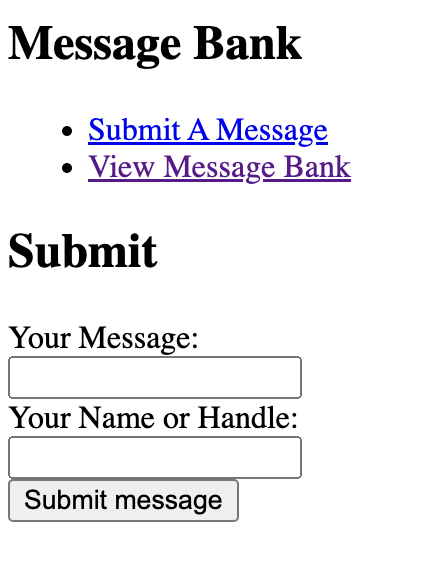 Message Bank
Submit A Message
View Message Bank
Submit
Your Message:
Your Name or Handle:
Submit message